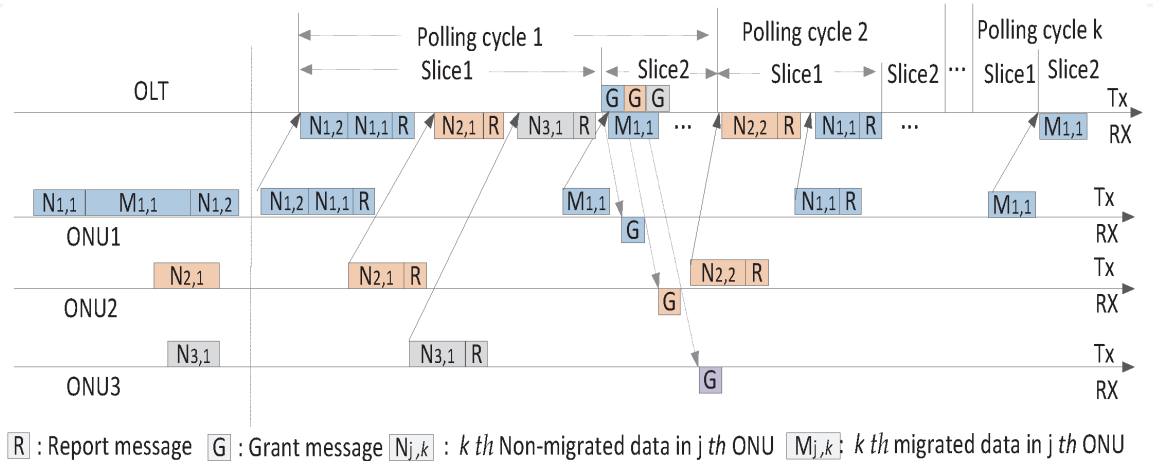 Polling cycle 1 Polling cycle 2 Polling cycle k
Slice1 Slice2 Slice1 Slice2 ... Slice1 Slice2
OLT G G G Tx
N1,2 N1,1 R N2,1 R N3,1 R M1,1 ... N2,2 R N1,1 R ... M1,1 RX
N1,1 M1,1 N1,2 N1,2 N1,1 R M1,1 N1,1 R M1,1 Tx
ONU1 G RX
N2,1 N2,1 R N2,2 R Tx
ONU2 G RX
N3,1 N3,1 R Tx
ONU3 G RX
R : Report message G : Grant message Nj,k : k th Non-migrated data in j th ONU Mj,k : k th migrated data in j th ONU